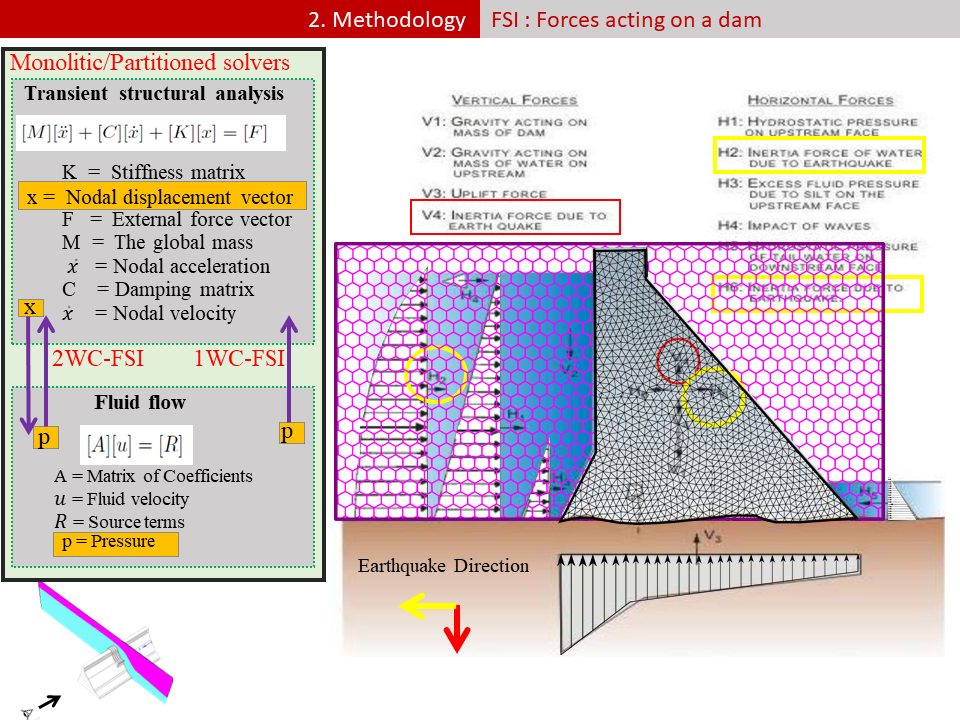 2. Methodology
FSI : Forces acting on a dam
Monolitic/Partitioned solvers
Transient structural analysis
[M][ẍ] + [C][ẋ] + [K][x] = [F]
K = Stiffness matrix
x = Nodal displacement vector
F = External force vector
M = The global mass
ẋ = Nodal acceleration
C = Damping matrix
ẋ = Nodal velocity
x
2WC-FSI
1WC-FSI
p
p
Fluid flow
[A][u] = [R]
A = Matrix of Coefficients
u = Fluid velocity
R = Source terms
p = Pressure
VERTICAL FORCES
V1: GRAVITY ACTING ON
MASS OF DAM
V2: GRAVITY ACTING ON
MASS OF WATER ON
UPSTREAM
V3: UPLIFT FORCE
V4: INERTIA FORCE DUE TO
EARTH QUAKE
HORIZONTAL FORCES
H1: HYDROSTATIC PRESSURE
ON UPSTREAM FACE
H2: INERTIA FORCE OF WATER
DUE TO EARTHQUAKE
H3: EXCESS FLUID PRESSURE
DUE TO SILT ON THE
UPSTREAM FACE
H4: IMPACT OF WAVES
H5: HYDROSTATIC PRESSURE
OF TAIL WATER ON
DOWNSTREAM FACE
H6: INERTIA FORCE DUE TO
EARTHQUAKE
H2
V3
Earthquake Direction